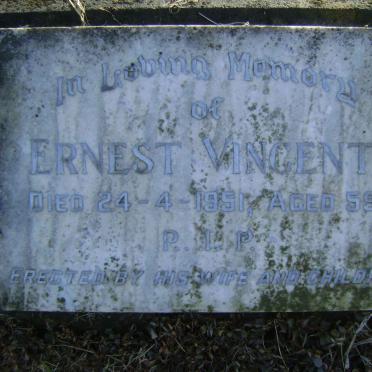 In Loving Memory
of
ERNEST VINCENT
DIED 24-4-1951, AGED 59
R. I. P.
ERECTED BY HIS WIFE AND